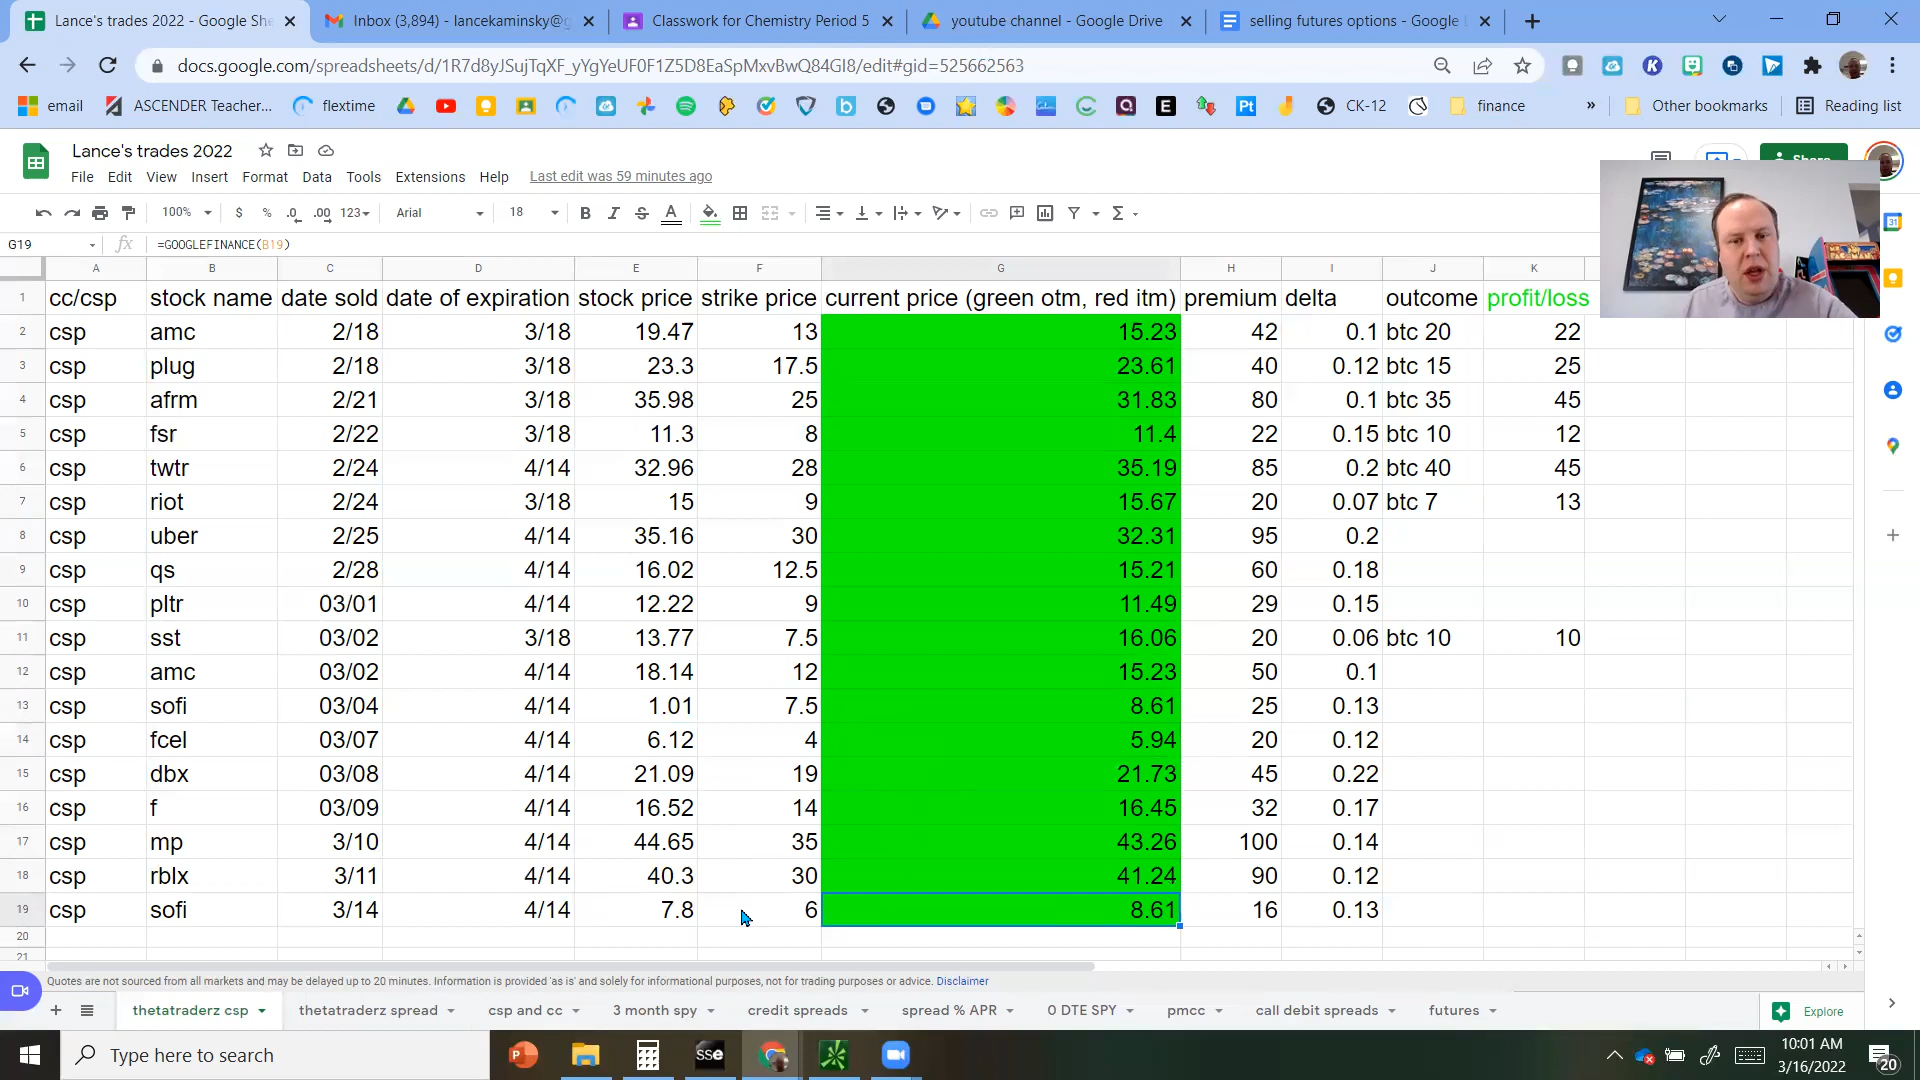 Lance's trades 2022 - Google She
Inbox (3,894) - lancekaminsky@g
Classwork for Chemistry Period 5
youtube channel - Google Drive
selling futures options - Google
docs.google.com/spreadsheets/d/1R7d8yJSujTqXF_yYgYeUF0F1Z5D8EaSpMxvBwQ84GI8/edit#gid=525662563
email ASCENDER Teacher... flextime CK-12 finance » Other bookmarks Reading list
Lance's trades 2022
File Edit View Insert Format Data Tools Extensions Help Last edit was 59 minutes ago
Share
100% $ % .0 .00 123 Arial 18 B I S A
G19 fx =GOOGLEFINANCE(B19)
A B C D E F G H I J K
1 cc/csp stock name date sold date of expiration stock price strike price current price (green otm, red itm) premium delta outcome profit/loss
2 csp amc 2/18 3/18 19.47 13 15.23 42 0.1 btc 20 22
3 csp plug 2/18 3/18 23.3 17.5 23.61 40 0.12 btc 15 25
4 csp afrm 2/21 3/18 35.98 25 31.83 80 0.1 btc 35 45
5 csp fsr 2/22 3/18 11.3 8 11.4 22 0.15 btc 10 12
6 csp twtr 2/24 4/14 32.96 28 35.19 85 0.2 btc 40 45
7 csp riot 2/24 3/18 15 9 15.67 20 0.07 btc 7 13
8 csp uber 2/25 4/14 35.16 30 32.31 95 0.2
9 csp qs 2/28 4/14 16.02 12.5 15.21 60 0.18
10 csp pltr 03/01 4/14 12.22 9 11.49 29 0.15
11 csp sst 03/02 3/18 13.77 7.5 16.06 20 0.06 btc 10 10
12 csp amc 03/02 4/14 18.14 12 15.23 50 0.1
13 csp sofi 03/04 4/14 1.01 7.5 8.61 25 0.13
14 csp fcel 03/07 4/14 6.12 4 5.94 20 0.12
15 csp dbx 03/08 4/14 21.09 19 21.73 45 0.22
16 csp f 03/09 4/14 16.52 14 16.45 32 0.17
17 csp mp 3/10 4/14 44.65 35 43.26 100 0.14
18 csp rblx 3/11 4/14 40.3 30 41.24 90 0.12
19 csp sofi 3/14 4/14 7.8 6 8.61 16 0.13
20
21
Quotes are not sourced from all markets and may be delayed up to 20 minutes. Information is provided 'as is' and solely for informational purposes, not for trading purposes or advice. Disclaimer
thetatraderz csp thetatraderz spread csp and cc 3 month spy credit spreads spread % APR 0 DTE SPY pmcc call debit spreads futures Explore
Type here to search
10:01 AM
3/16/2022
20